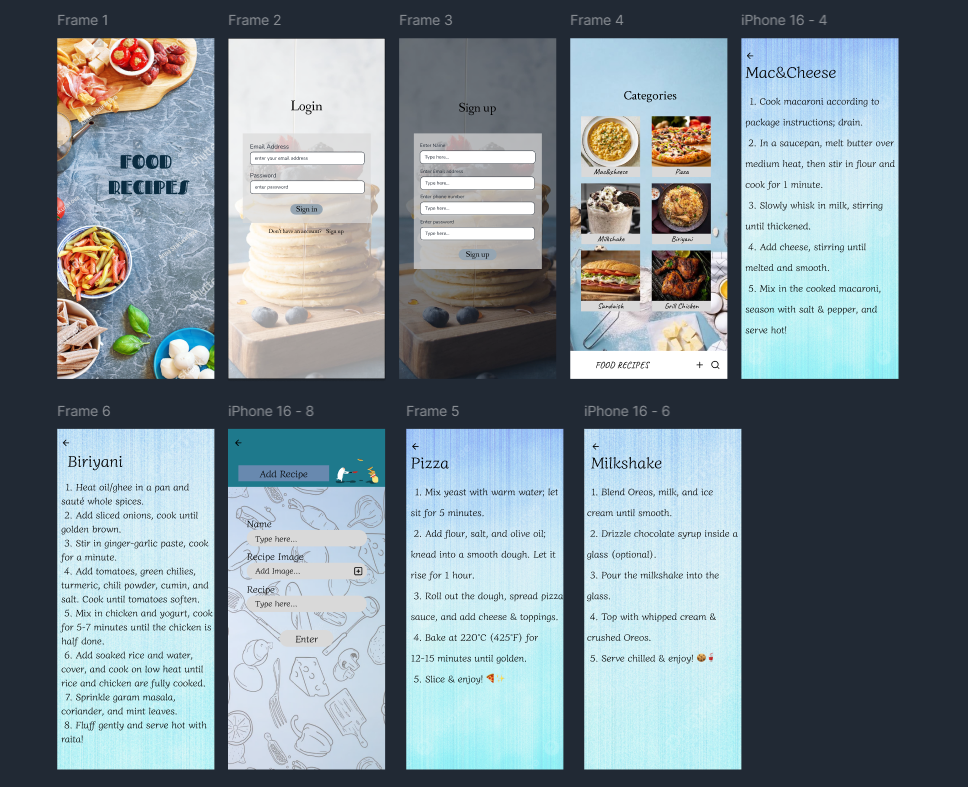 Frame 1
FOOD
RECIPES
Frame 2
Login
Email Address
enter your email address
Password
enter password
Sign in
Don't have an account? Sign up
Frame 3
Sign up
Enter Name
Type here...
Enter Email address
Type here...
Enter phone number
Type here...
Enter password
Type here...
Sign up
Frame 4
Categories
Mac&cheese
Pizza
Milkshake
Biriyani
Sandwich
Grill Chicken
FOOD RECIPES
iPhone 16 - 4
Mac&Cheese
1. Cook macaroni according to
package instructions; drain.
2. In a saucepan, melt butter over
medium heat, then stir in flour and
cook for 1 minute.
3. Slowly whisk in milk, stirring
until thickened.
4. Add cheese, stirring until
melted and smooth.
5. Mix in the cooked macaroni,
season with salt & pepper, and
serve hot!
Frame 6
Biriyani
1. Heat oil/ghee in a pan and
sauté whole spices.
2. Add sliced onions, cook until
golden brown.
3. Stir in ginger-garlic paste, cook
for a minute.
4. Add tomatoes, green chilies,
turmeric, chili powder, cumin, and
salt. Cook until tomatoes soften.
5. Mix in chicken and yogurt, cook
for 5-7 minutes until the chicken is
half done.
6. Add soaked rice and water,
cover, and cook on low heat until
rice and chicken are fully cooked.
7. Sprinkle garam masala,
coriander, and mint leaves.
8. Fluff gently and serve hot with
raita!
iPhone 16 - 8
Add Recipe
Name
Type here...
Recipe Image
Add Image...
Recipe
Type here...
Enter
Frame 5
Pizza
1. Mix yeast with warm water; let
sit for 5 minutes.
2. Add flour, salt, and olive oil;
knead into a smooth dough. Let it
rise for 1 hour.
3. Roll out the dough, spread pizza
sauce, and add cheese & toppings.
4. Bake at 220°C (425°F) for
12-15 minutes until golden.
5. Slice & enjoy! 🍕✨
iPhone 16 - 6
Milkshake
1. Blend Oreos, milk, and ice
cream until smooth.
2. Drizzle chocolate syrup inside a
glass (optional).
3. Pour the milkshake into the
glass.
4. Top with whipped cream &
crushed Oreos.
5. Serve chilled & enjoy! 🍪🍹